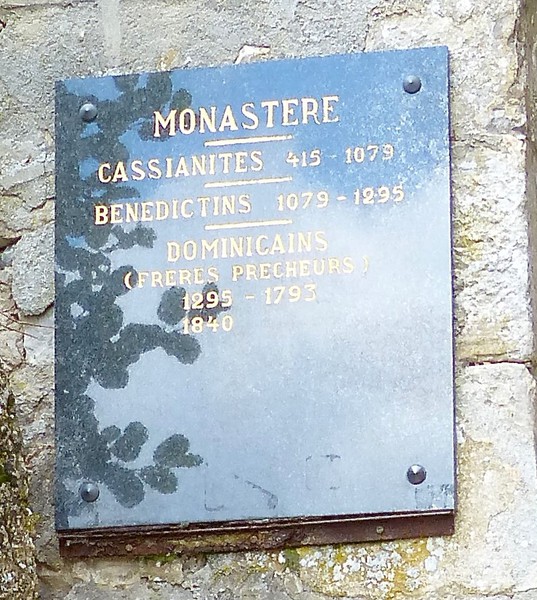 MONASTERE
CASSIANITES 415 - 1079
BENEDICTINS 1079 - 1295
DOMINICAINS
(FRERES PRECHEURS)
1295 - 1793
1840